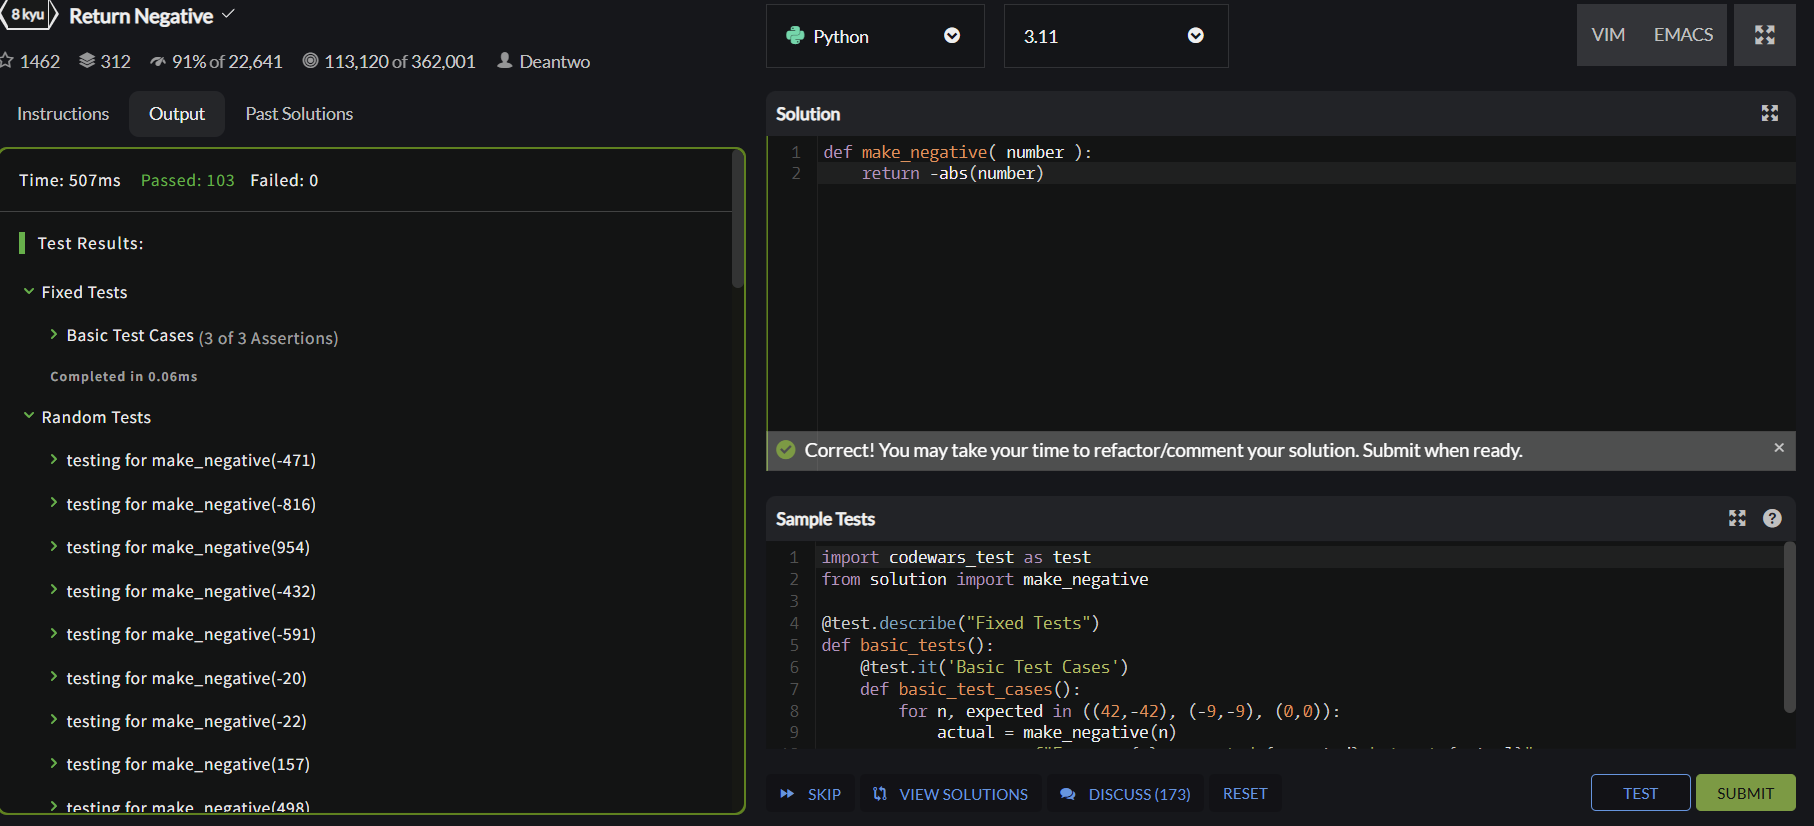 8 kyu Return Negative
1462 312 91% of 22,641 113,120 of 362,001 Deantwo
Instructions Output Past Solutions
Time: 507ms Passed: 103 Failed: 0
Test Results:
Fixed Tests
Basic Test Cases (3 of 3 Assertions)
Completed in 0.06ms
Random Tests
testing for make_negative(-471)
testing for make_negative(-816)
testing for make_negative(954)
testing for make_negative(-432)
testing for make_negative(-591)
testing for make_negative(-20)
testing for make_negative(-22)
testing for make_negative(157)
testing for make_negative(498)
Python 3.11 VIM EMACS
Solution
1 def make_negative( number ):
2     return -abs(number)
Correct! You may take your time to refactor/comment your solution. Submit when ready. ×
Sample Tests ?
1 import codewars_test as test
2 from solution import make_negative
3
4 @test.describe("Fixed Tests")
5 def basic_tests():
6     @test.it('Basic Test Cases')
7     def basic_test_cases():
8         for n, expected in ((42,-42), (-9,-9), (0,0)):
9             actual = make_negative(n)
SKIP VIEW SOLUTIONS DISCUSS (173) RESET TEST SUBMIT